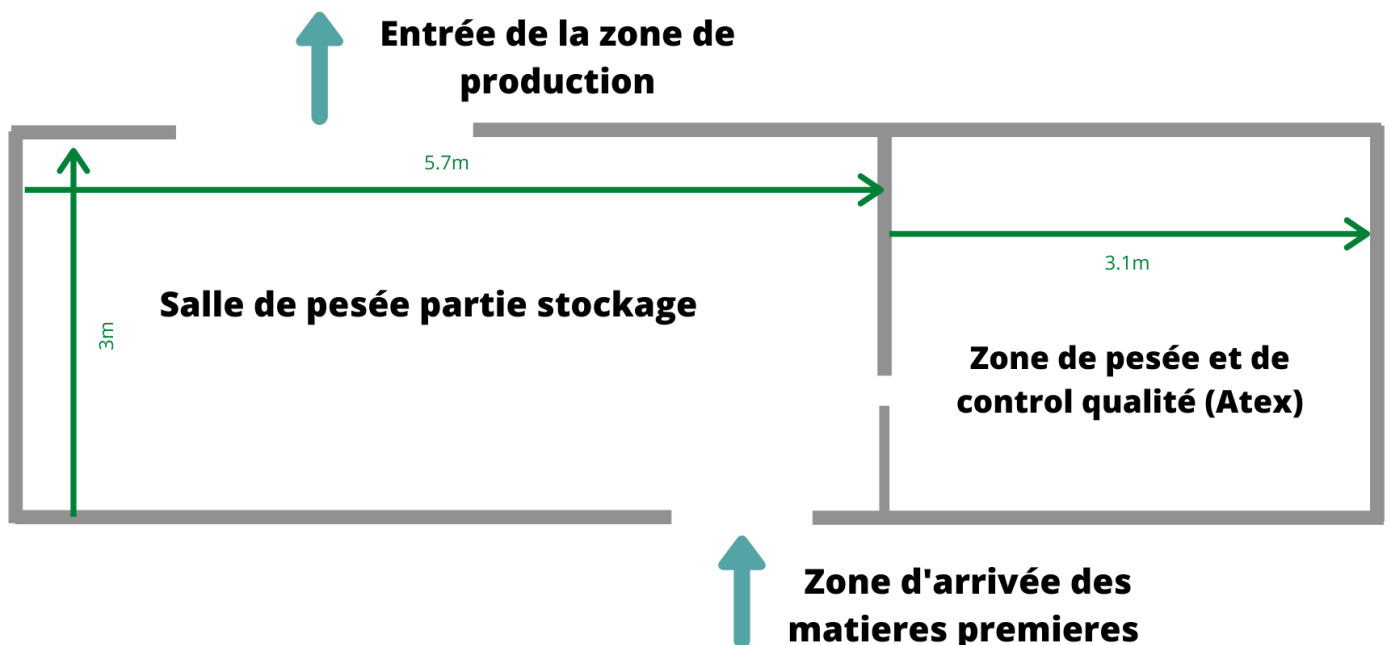 Entrée de la zone de
production
5.7m
3.1m
Salle de pesée partie stockage
3m
Zone de pesée et de
control qualité (Atex)
Zone d'arrivée des
matieres premieres